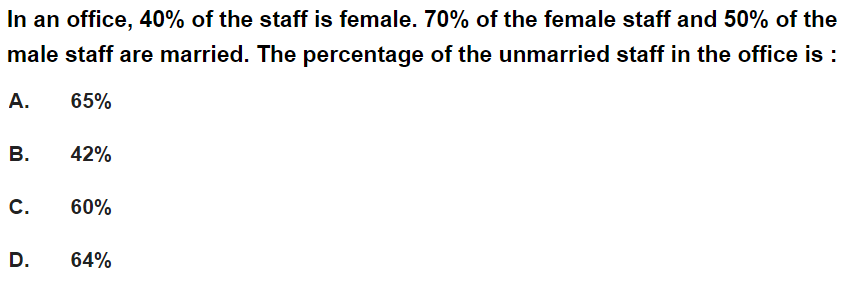 In an office, 40% of the staff is female. 70% of the female staff and 50% of the
male staff are married. The percentage of the unmarried staff in the office is :
A. 65%
B. 42%
C. 60%
D. 64%